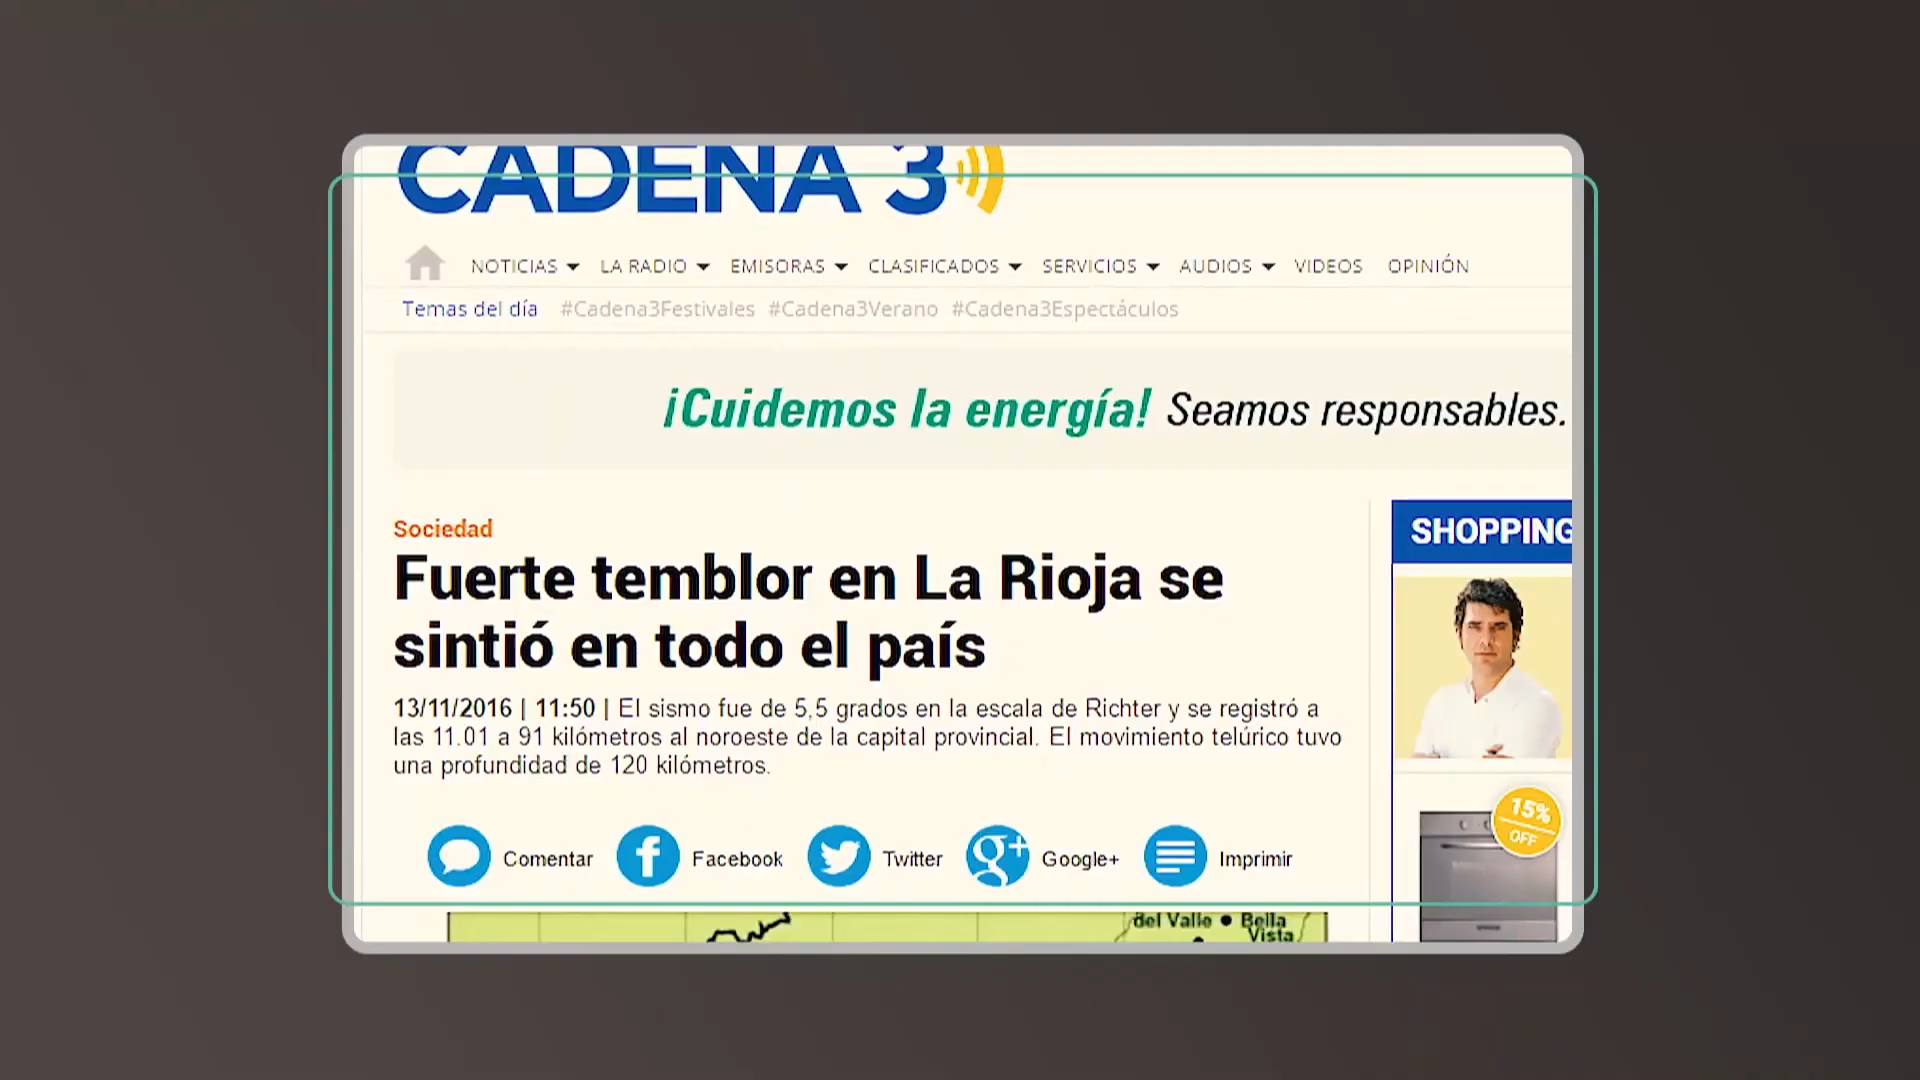 CADENA 3
NOTICIAS LA RADIO EMISORAS CLASIFICADOS SERVICIOS AUDIOS VIDEOS OPINIÓN
Temas del día #Cadena3Festivales #Cadena3Verano #Cadena3Espectáculos
¡Cuidemos la energía! Seamos responsables.
Sociedad
Fuerte temblor en La Rioja se
sintió en todo el país
13/11/2016 | 11:50 | El sismo fue de 5,5 grados en la escala de Richter y se registró a
las 11.01 a 91 kilómetros al noroeste de la capital provincial. El movimiento telúrico tuvo
una profundidad de 120 kilómetros.
Comentar Facebook Twitter Google+ Imprimir
del Valle Bella
Vista
SHOPPING
15%
OFF